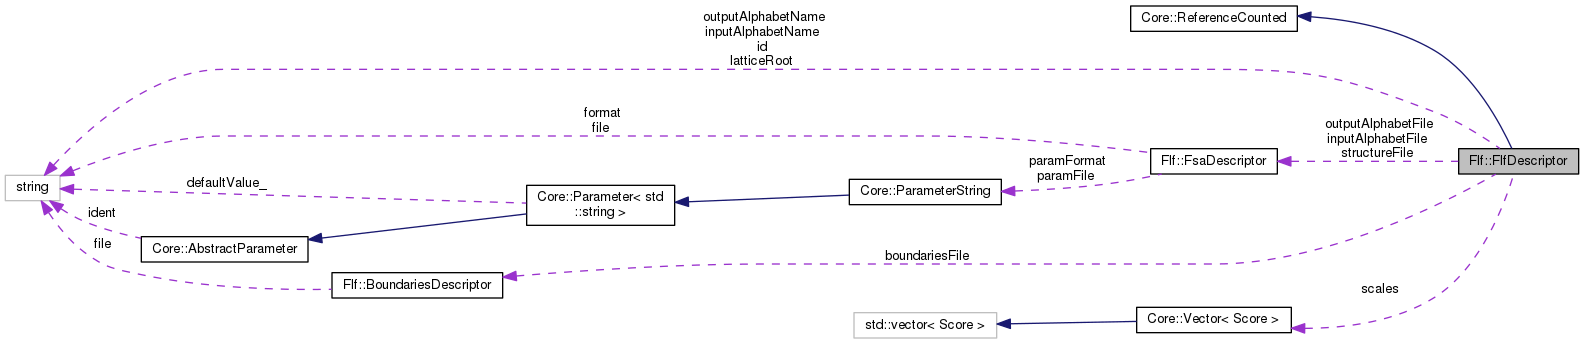 outputAlphabetName
inputAlphabetName
id
latticeRoot
Core::ReferenceCounted
format
file
outputAlphabetFile
inputAlphabetFile
structureFile
Flf::FlfDescriptor
Flf::FsaDescriptor
paramFormat
paramFile
Core::ParameterString
defaultValue_
Core::Parameter< std
::string >
string
ident
Core::AbstractParameter
file
Flf::BoundariesDescriptor
boundariesFile
scales
std::vector< Score >
Core::Vector< Score >